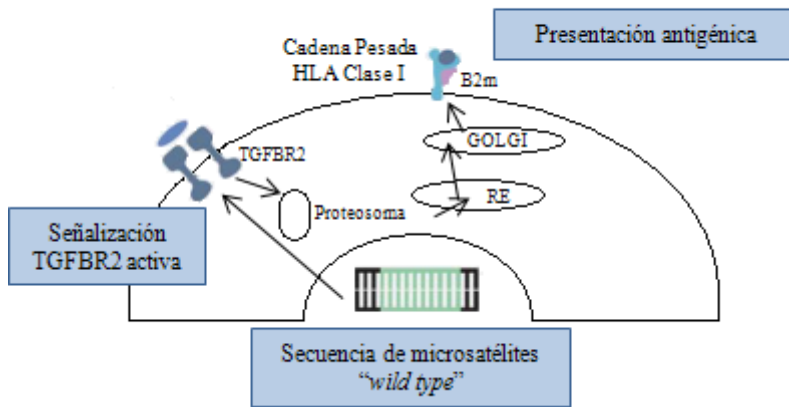 Presentación antigénica
Cadena Pesada
HLA Clase I
B2m
TGFBR2
GOLGI
Proteosoma
RE
Señalización
TGFBR2 activa
Secuencia de microsatélites
“wild type”